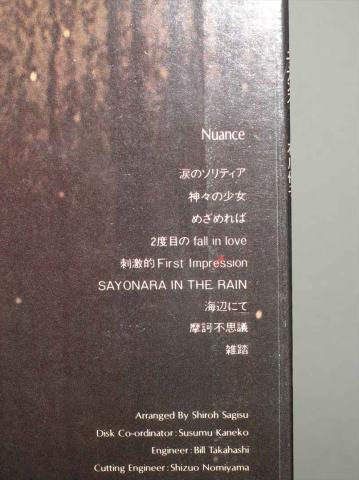 Nuance
涙のソリティア
神々の少女
めざめれば
2度目の fall in love
刺激的 First Impression
SAYONARA IN THE RAIN
海辺にて
摩訶不思議
雑踏
Arranged By Shiroh Sagisu
Disk Co-ordinator: Susumu Kaneko
Engineer: Bill Takahashi
Cutting Engineer: Shizuo Nomiyama